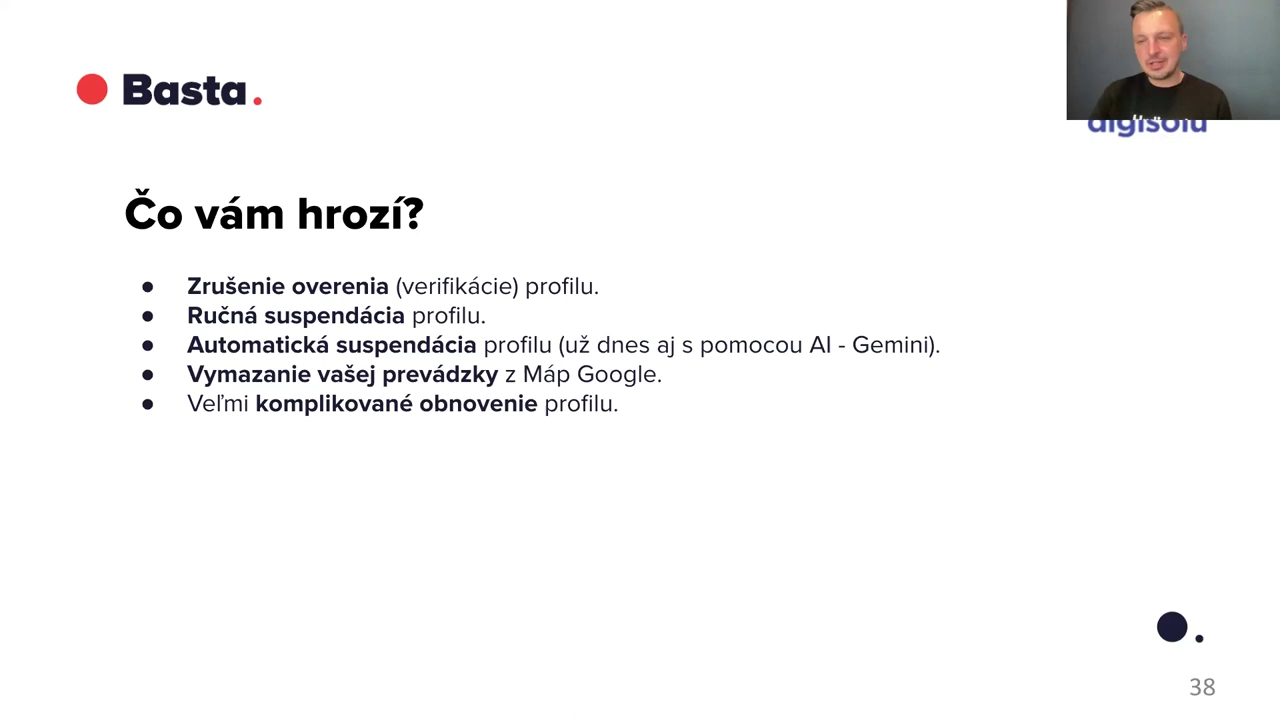 Basta.
digisolu
Čo vám hrozí?
● Zrušenie overenia (verifikácie) profilu.
● Ručná suspendácia profilu.
● Automatická suspendácia profilu (už dnes aj s pomocou AI - Gemini).
● Vymazanie vašej prevádzky z Máp Google.
● Veľmi komplikované obnovenie profilu.
38